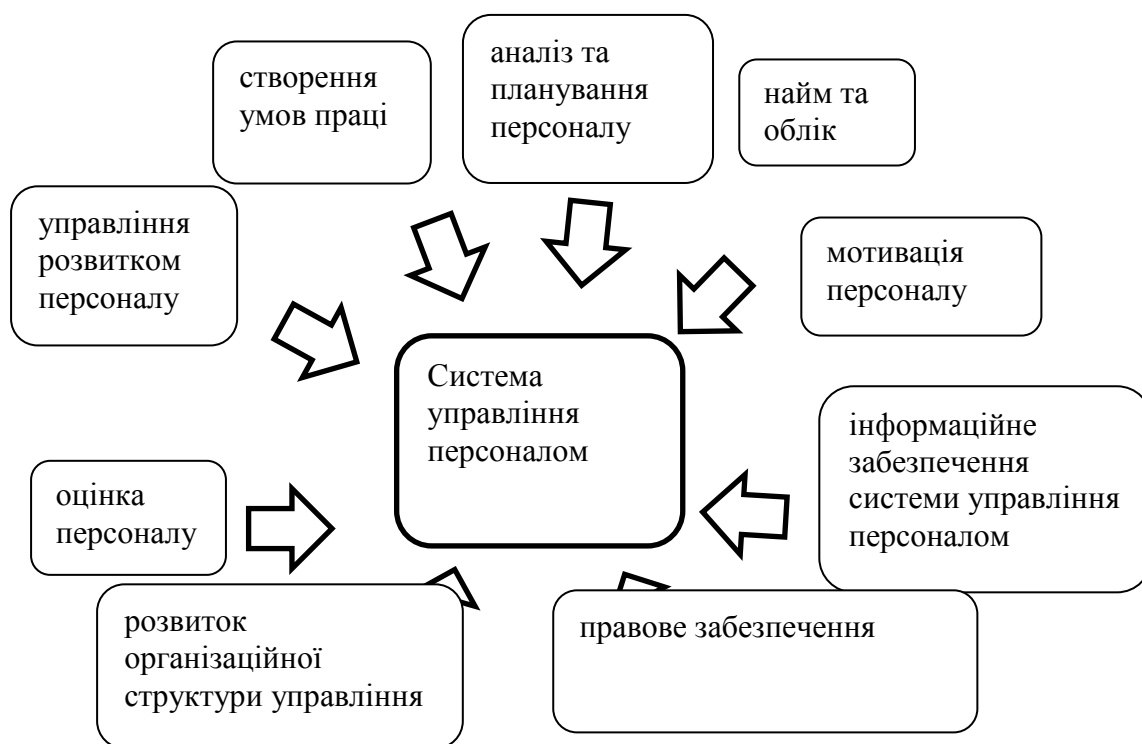 створення
умов праці
аналіз та
планування
персоналу
найм та
облік
управління
розвитком
персоналу
мотивація
персоналу
Система
управління
персоналом
інформаційне
забезпечення
системи управління
персоналом
оцінка
персоналу
розвиток
організаційної
структури управління
правове забезпечення